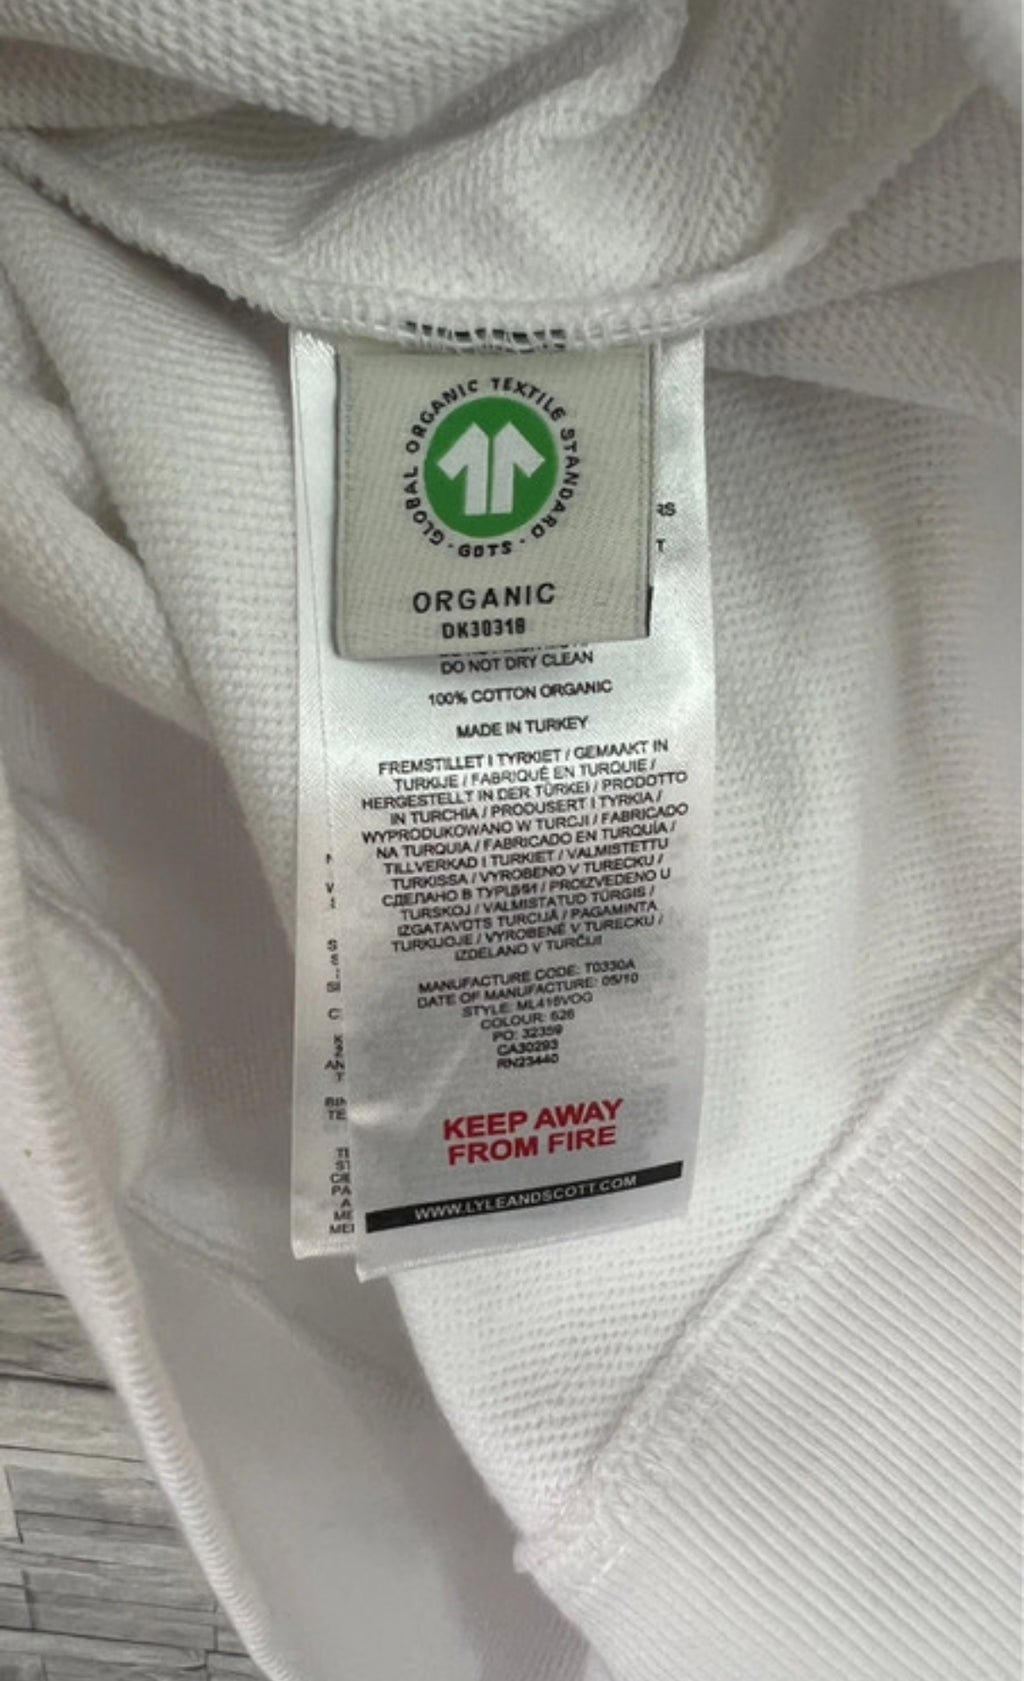 GLOBAL ORGANIC TEXTILE STANDARD · GOTS ·
ORGANIC
DK30318
RS
T
DO NOT DRY CLEAN
100% COTTON ORGANIC
MADE IN TURKEY
FREMSTILLET I TYRKIET / GEMAAKT IN
TURKIJE / FABRIQUÉ EN TURQUIE /
HERGESTELLT IN DER TÜRKEI / PRODOTTO
IN TURCHIA / PRODUSERT I TYRKIA /
WYPRODUKOWANO W TURCJI / FABRICADO
NA TURQUIA / FABRICADO EN TURQUÍA /
TILLVERKAD I TURKIET / VALMISTETTU
TURKISSA / VYROBENO V TURECKU /
СДЕЛАНО В ТУРЦИИ / PROIZVEDENO U
TURSKOJ / VALMISTATUD TÜRGIS /
IZGATAVOTS TURCIJĀ / PAGAMINTA
TURKIJOJE / VYROBENÉ V TURECKU /
IZDELANO V TURČIJI
MANUFACTURE CODE: T0330A
DATE OF MANUFACTURE: 05/10
STYLE: ML416VOG
COLOUR: 626
PO: 32359
CA30293
RN23440
KEEP AWAY
FROM FIRE
WWW.LYLEANDSCOTT.COM